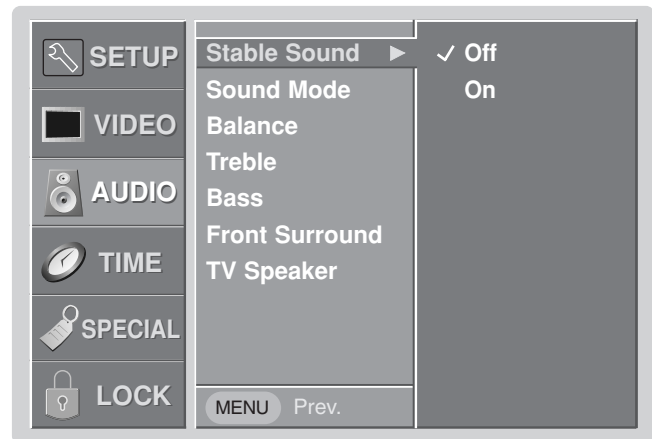 SETUP
VIDEO
AUDIO
TIME
SPECIAL
LOCK
Stable Sound ►
Sound Mode
Balance
Treble
Bass
Front Surround
TV Speaker
MENU Prev.
✓ Off
On